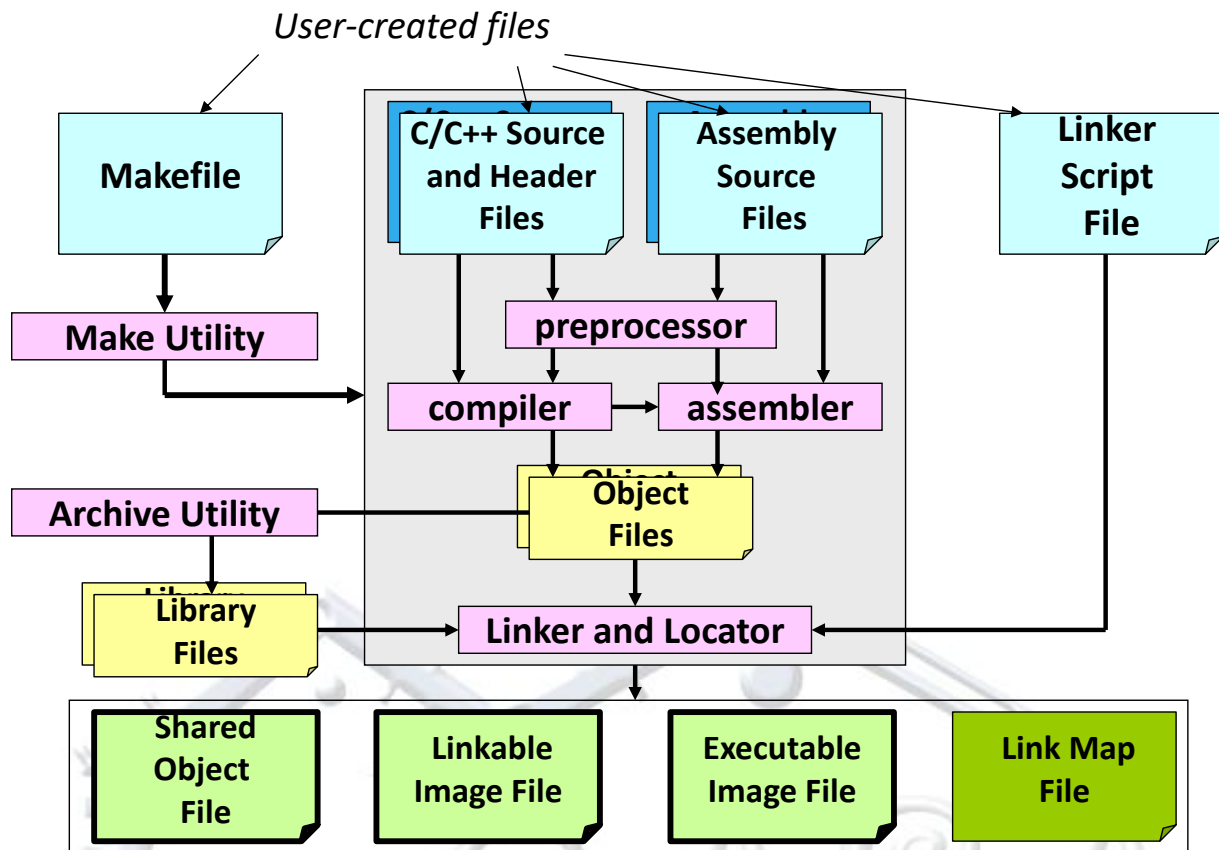 User-created files
Makefile
C/C++ Source
and Header
Files
Assembly
Source
Files
Linker
Script
File
Make Utility
preprocessor
compiler
assembler
Archive Utility
Object
Object
Files
Library
Library
Files
Linker and Locator
Shared
Object
File
Linkable
Image File
Executable
Image File
Link Map
File